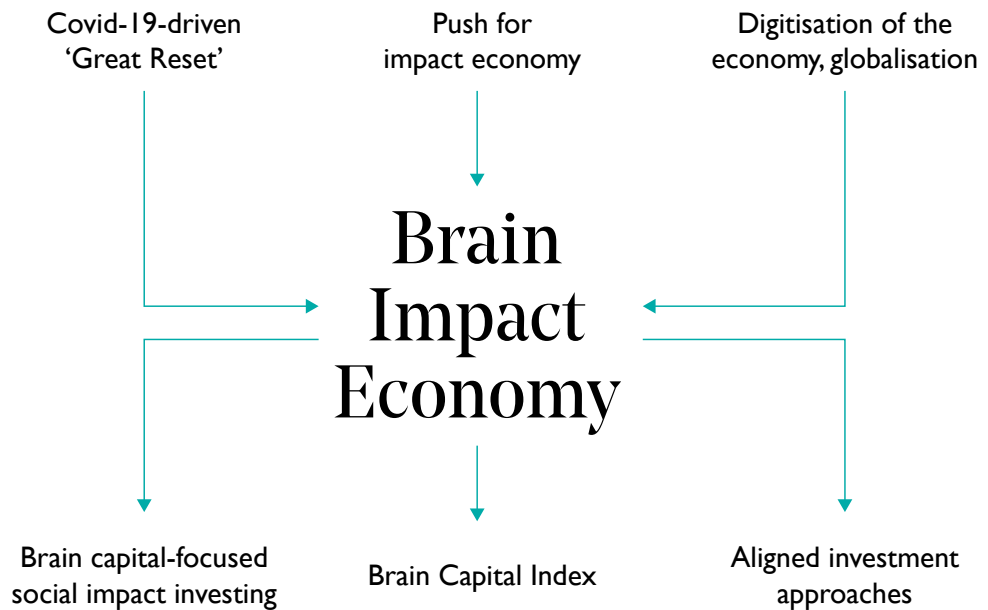 Covid-19-driven
‘Great Reset’
Push for
impact economy
Digitisation of the
economy, globalisation
Brain
Impact
Economy
Brain capital-focused
social impact investing
Brain Capital Index
Aligned investment
approaches